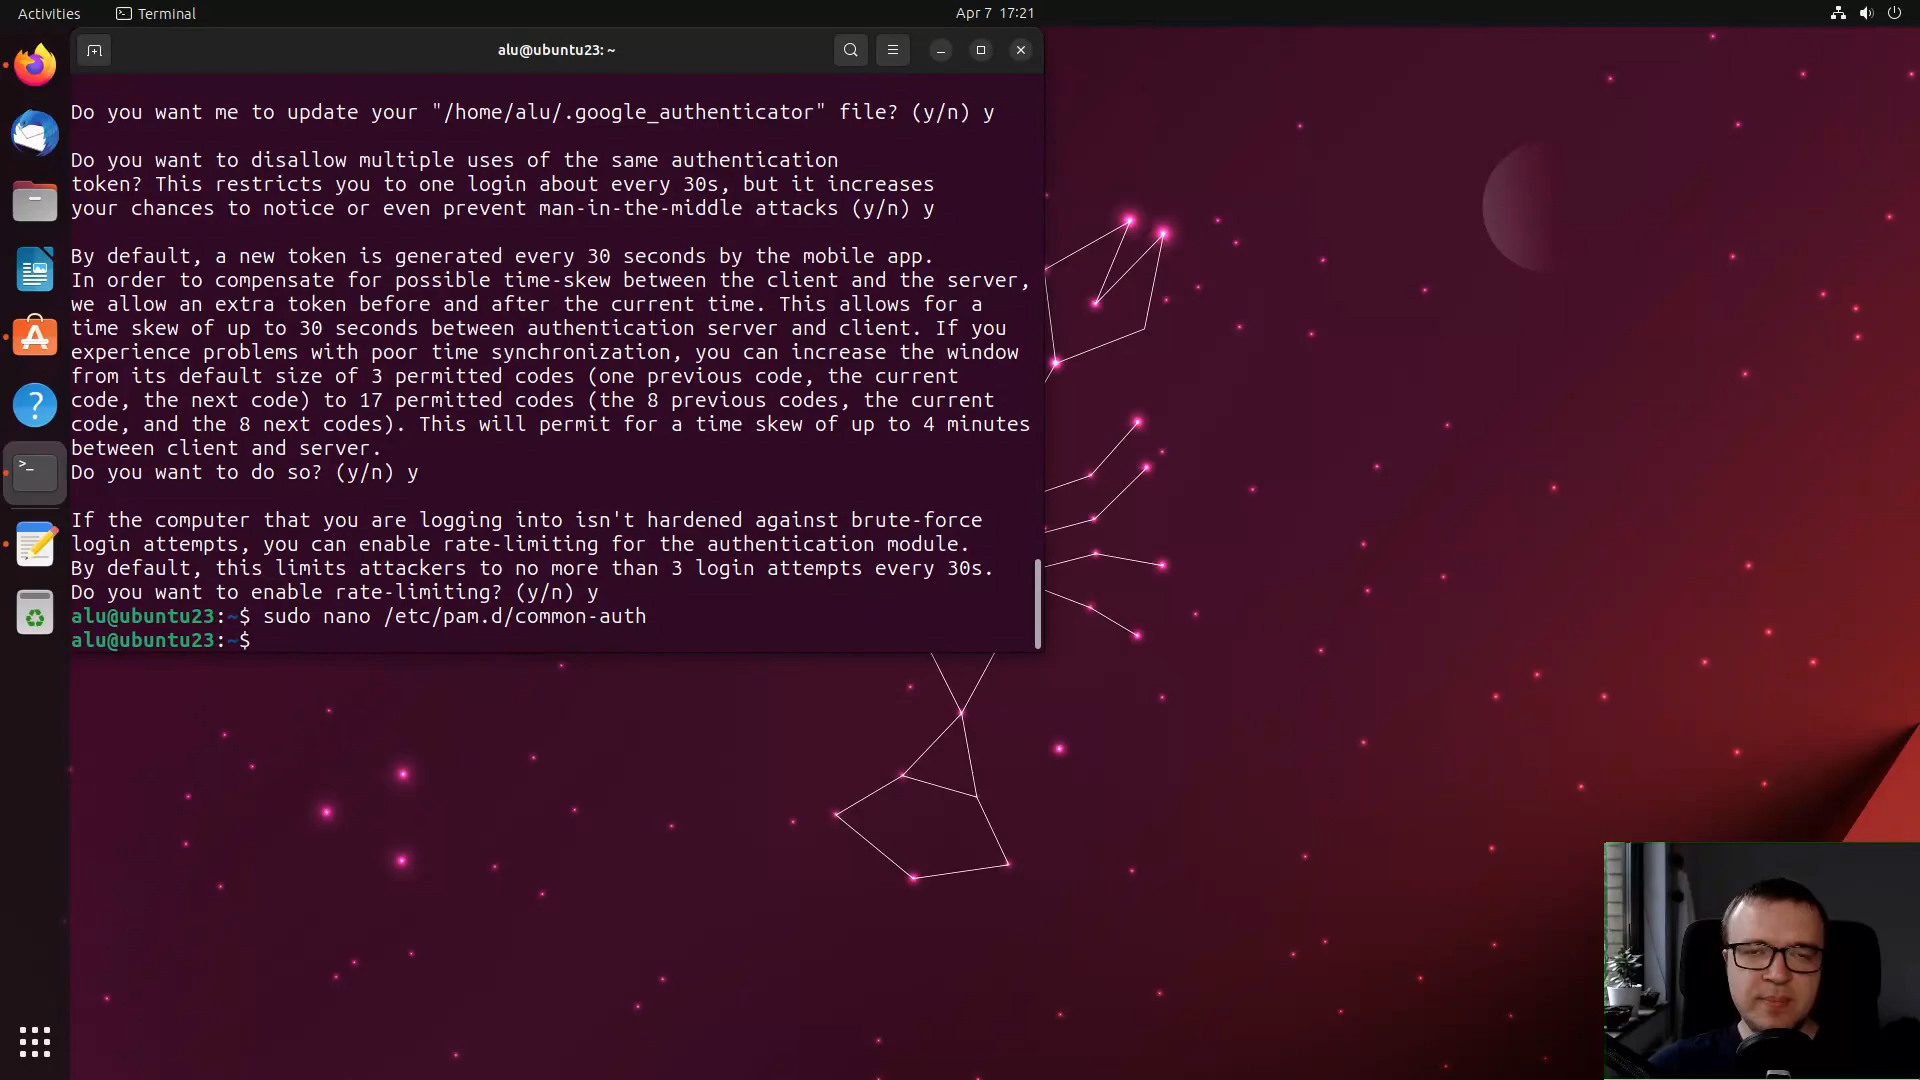 Activities
Terminal
Apr 7 17:21
alu@ubuntu23: ~
Do you want me to update your "/home/alu/.google_authenticator" file? (y/n) y
Do you want to disallow multiple uses of the same authentication
token? This restricts you to one login about every 30s, but it increases
your chances to notice or even prevent man-in-the-middle attacks (y/n) y
By default, a new token is generated every 30 seconds by the mobile app.
In order to compensate for possible time-skew between the client and the server,
we allow an extra token before and after the current time. This allows for a
time skew of up to 30 seconds between authentication server and client. If you
experience problems with poor time synchronization, you can increase the window
from its default size of 3 permitted codes (one previous code, the current
code, the next code) to 17 permitted codes (the 8 previous codes, the current
code, and the 8 next codes). This will permit for a time skew of up to 4 minutes
between client and server.
Do you want to do so? (y/n) y
If the computer that you are logging into isn't hardened against brute-force
login attempts, you can enable rate-limiting for the authentication module.
By default, this limits attackers to no more than 3 login attempts every 30s.
Do you want to enable rate-limiting? (y/n) y
alu@ubuntu23:~$ sudo nano /etc/pam.d/common-auth
alu@ubuntu23:~$